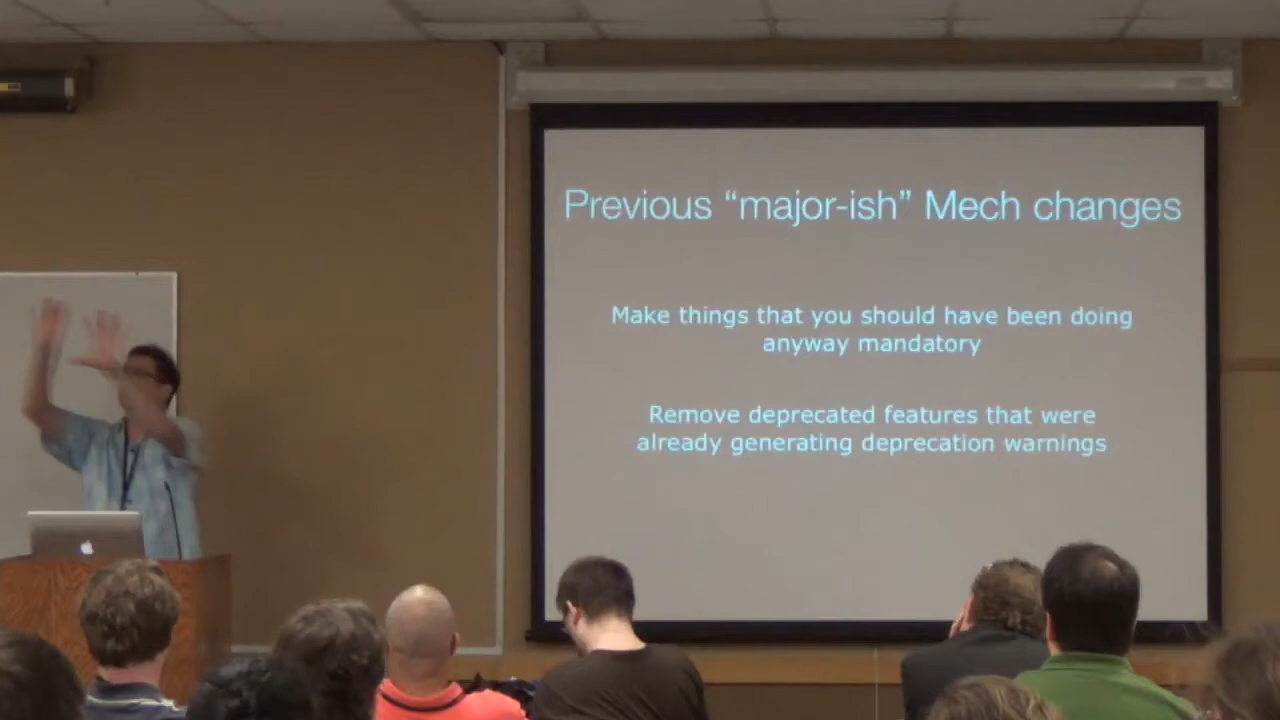 Previous “major-ish” Mech changes
Make things that you should have been doing
anyway mandatory
Remove deprecated features that were
already generating deprecation warnings